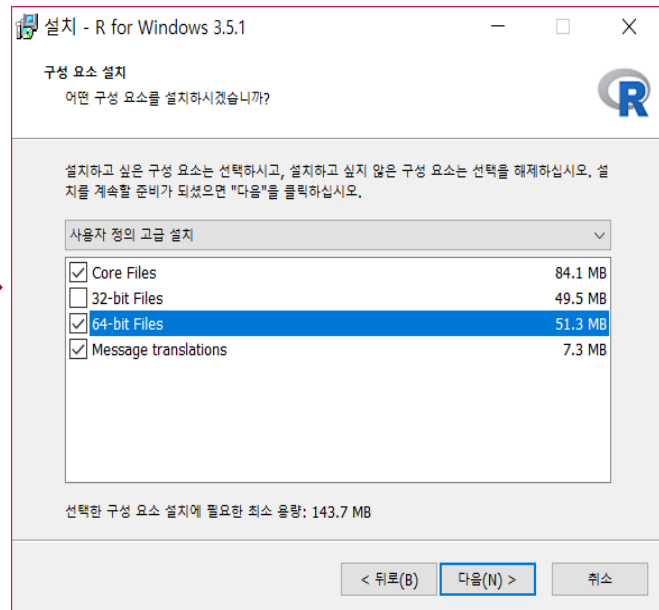 설치 - R for Windows 3.5.1
구성 요소 설치
어떤 구성 요소를 설치하시겠습니까?
R
설치하고 싶은 구성 요소는 선택하시고, 설치하고 싶지 않은 구성 요소는 선택을 해제하십시오. 설
치를 계속할 준비가 되셨으면 "다음"을 클릭하십시오.
사용자 정의 고급 설치
Core Files 84.1 MB
32-bit Files 49.5 MB
64-bit Files 51.3 MB
Message translations 7.3 MB
선택한 구성 요소 설치에 필요한 최소 용량: 143.7 MB
< 뒤로(B) 다음(N) > 취소